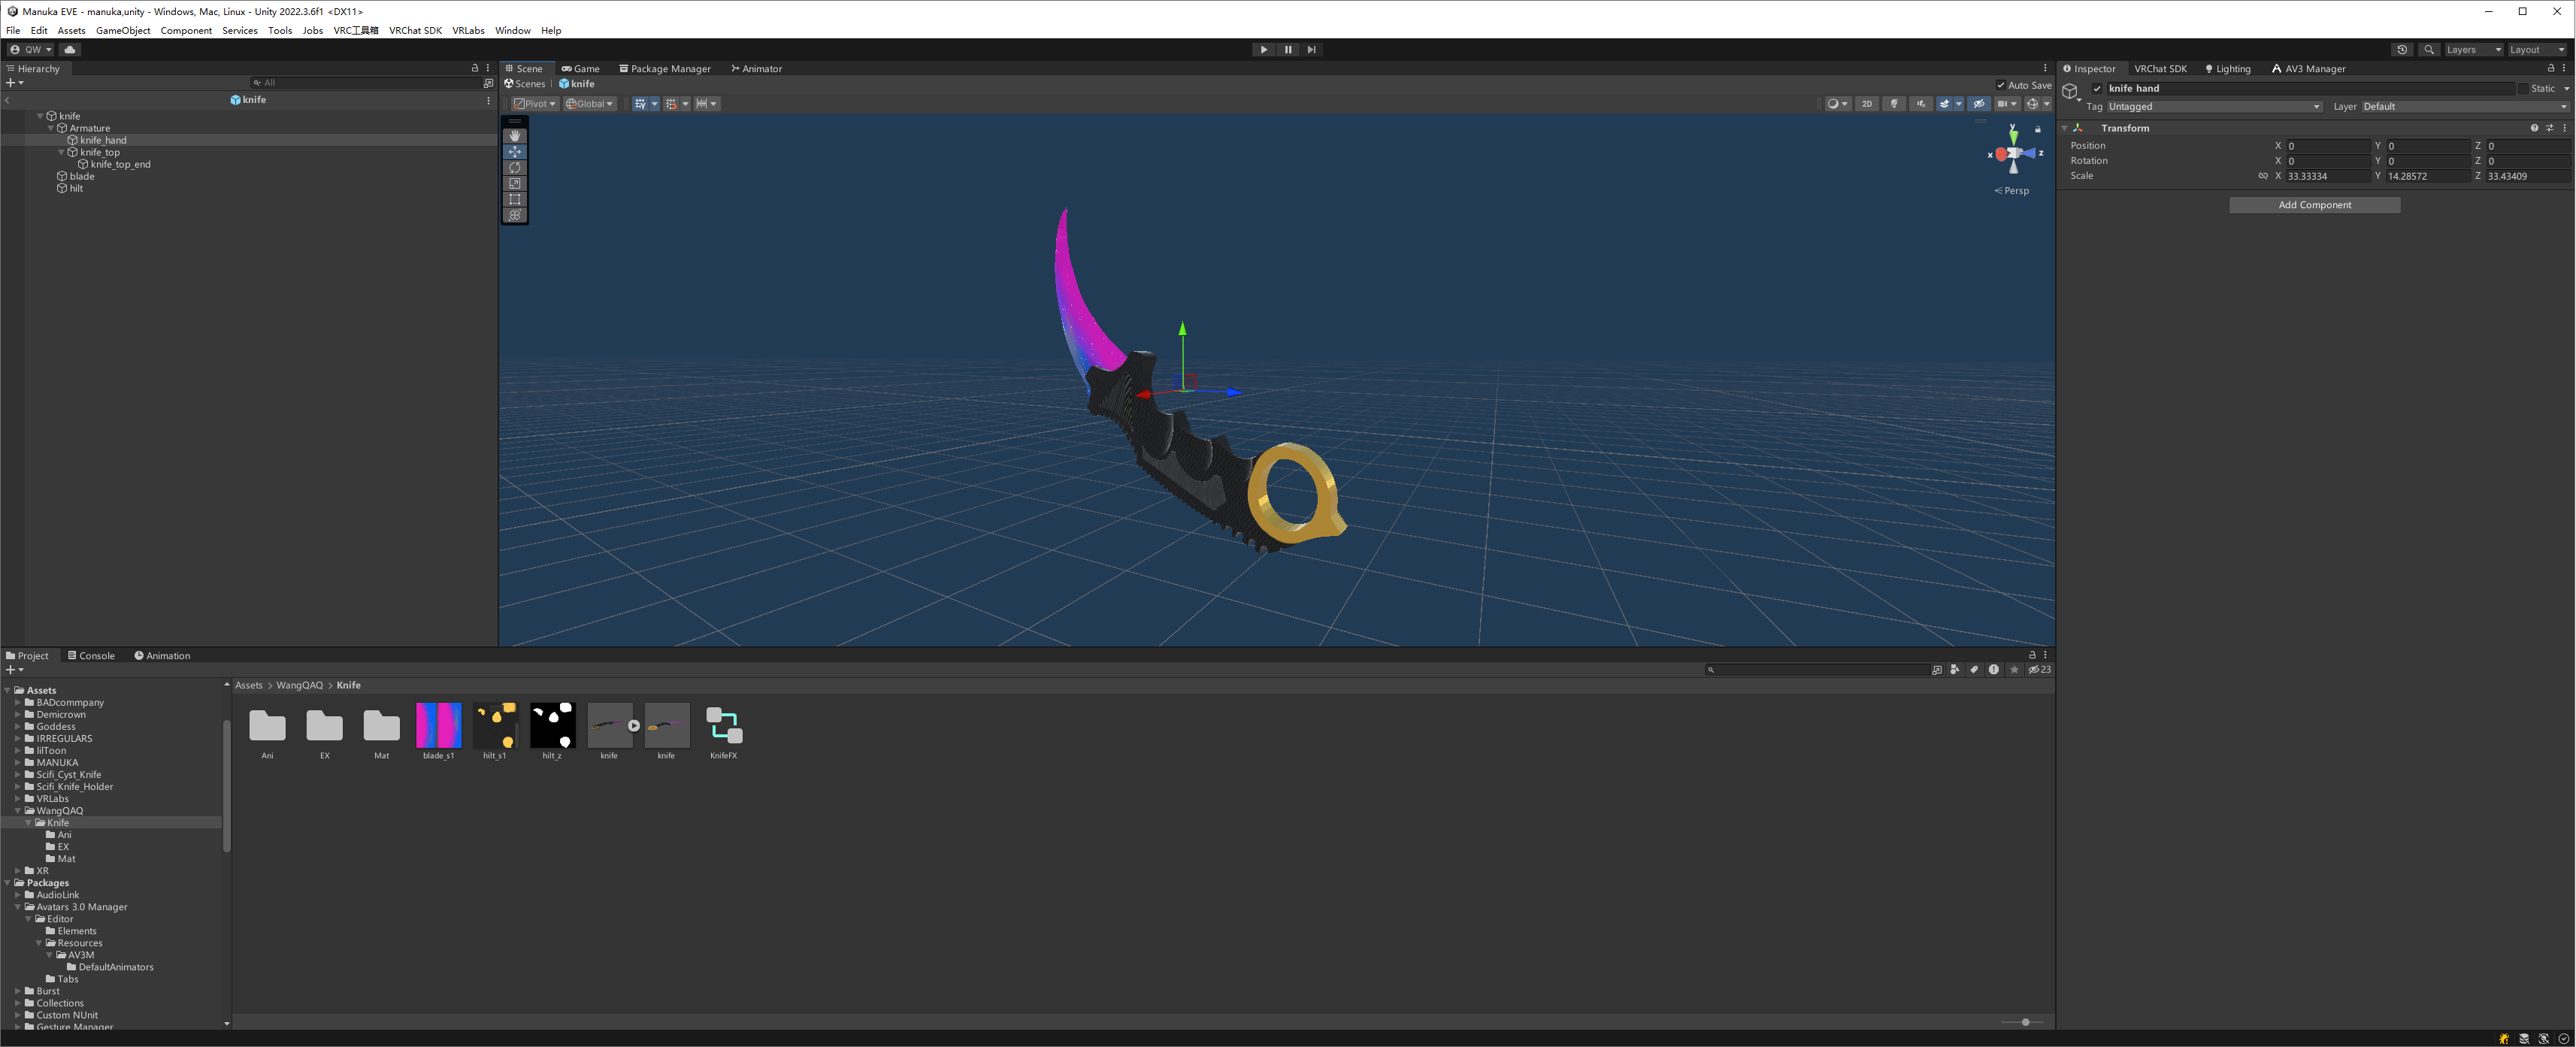 Manuka EVE - manuka,unity - Windows, Mac, Linux - Unity 2022.3.6f1 <DX11>
File Edit Assets GameObject Component Services Tools Jobs VRC工具箱 VRChat SDK VRLabs Window Help
QW Layers Layout
Hierarchy
All
knife
knife
Armature
knife_hand
knife_top
knife_top_end
blade
hilt
Scene Game Package Manager Animator
Scenes knife Auto Save
Pivot Global 2D
y
x z
Persp
Inspector VRChat SDK Lighting AV3 Manager
knife hand Static
Tag Untagged Layer Default
Transform
Position X 0 Y 0 Z 0
Rotation X 0 Y 0 Z 0
Scale X 33.33334 Y 14.28572 Z 33.43409
Add Component
Project Console Animation
23
Assets
BADcommpany
Demicrown
Goddess
IRREGULARS
lilToon
MANUKA
Scifi_Cyst_Knife
Scifi_Knife_Holder
VRLabs
WangQAQ
Knife
Ani
EX
Mat
XR
Packages
AudioLink
Avatars 3.0 Manager
Editor
Elements
Resources
AV3M
DefaultAnimators
Tabs
Burst
Collections
Custom NUnit
Gesture Manager
Assets > WangQAQ > Knife
Ani EX Mat blade_s1 hilt_s1 hilt_z knife knife KnifeFX